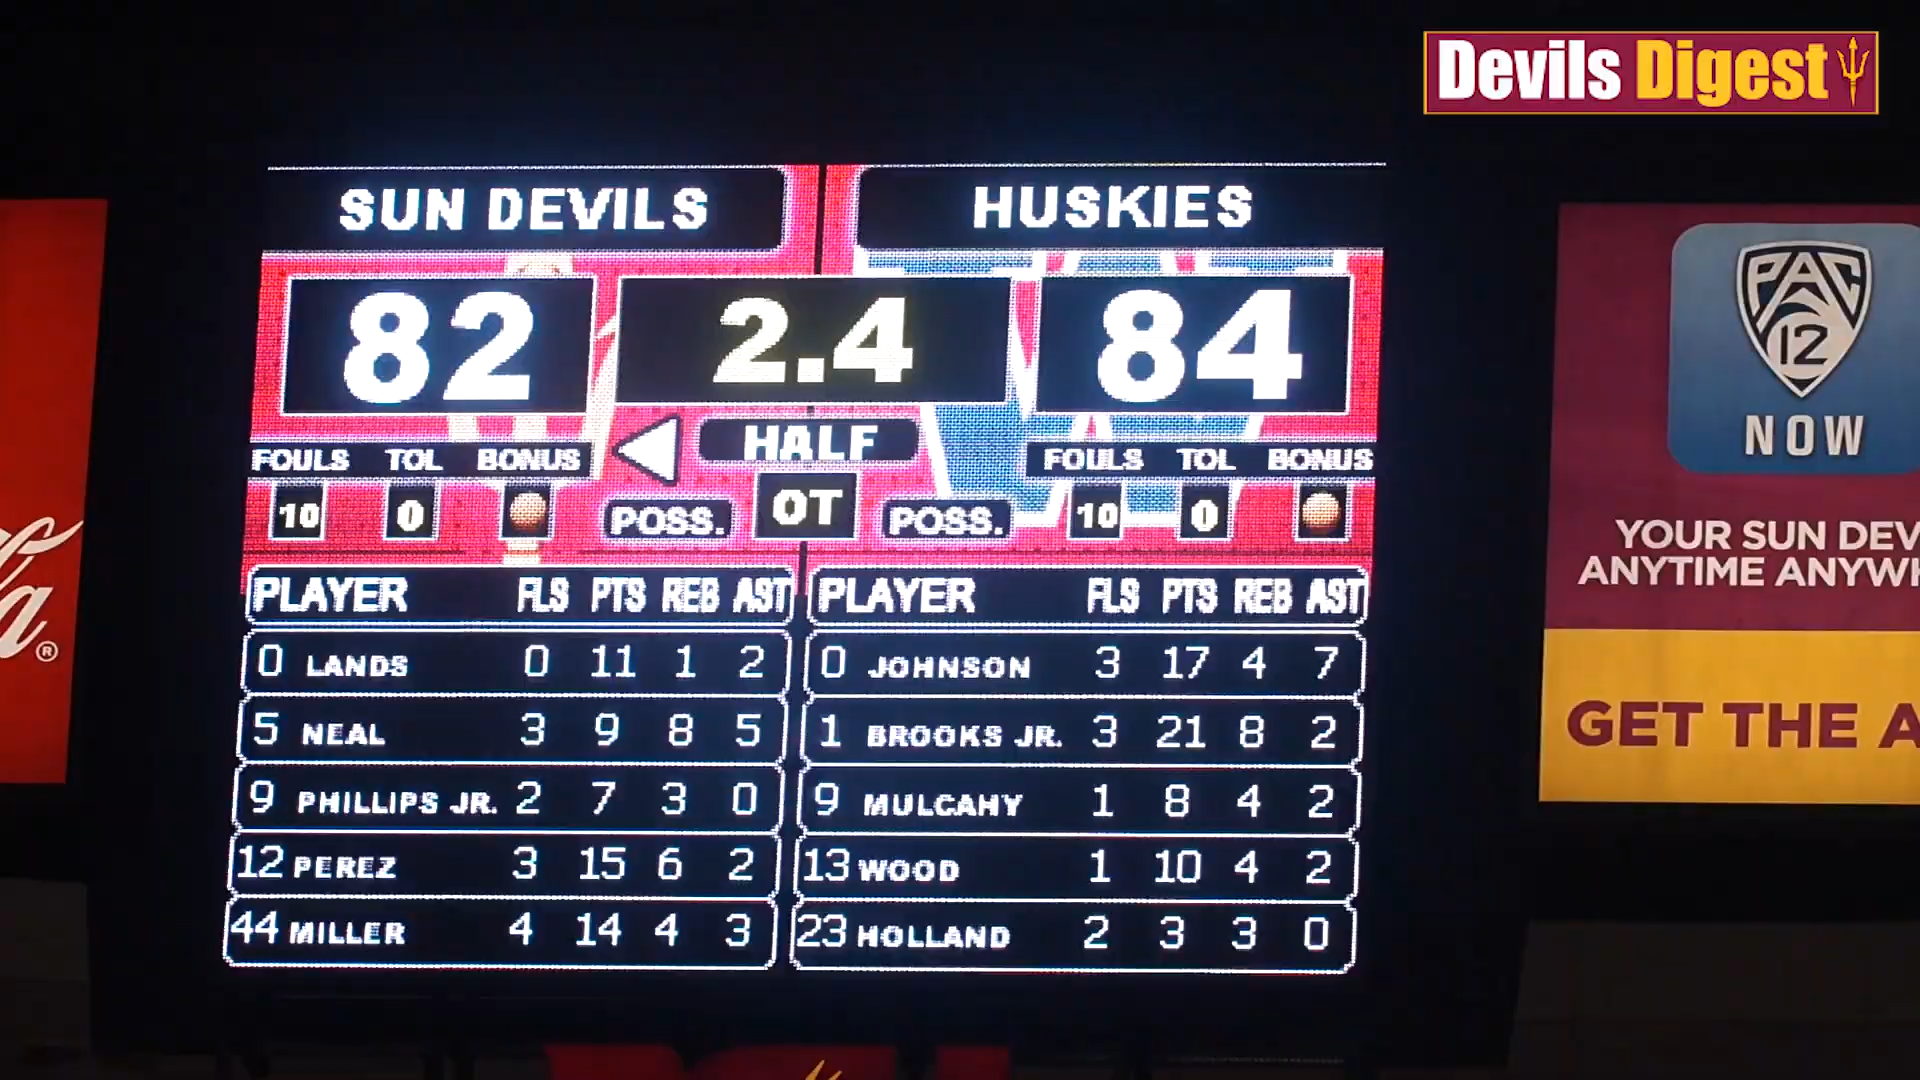 Devils Digest
SUN DEVILS HUSKIES
82 2.4 84
HALF
FOULS TOL BONUS FOULS TOL BONUS
10 0 POSS. OT POSS. 10 0
PLAYER FLS PTS REB AST PLAYER FLS PTS REB AST
0 LANDS 0 11 1 2 0 JOHNSON 3 17 4 7
5 NEAL 3 9 8 5 1 BROOKS JR. 3 21 8 2
9 PHILLIPS JR. 2 7 3 0 9 MULCAHY 1 8 4 2
12 PEREZ 3 15 6 2 13 WOOD 1 10 4 2
44 MILLER 4 14 4 3 23 HOLLAND 2 3 3 0
la®
PAC
12
NOW
YOUR SUN DEV
ANYTIME ANYWH
GET THE A